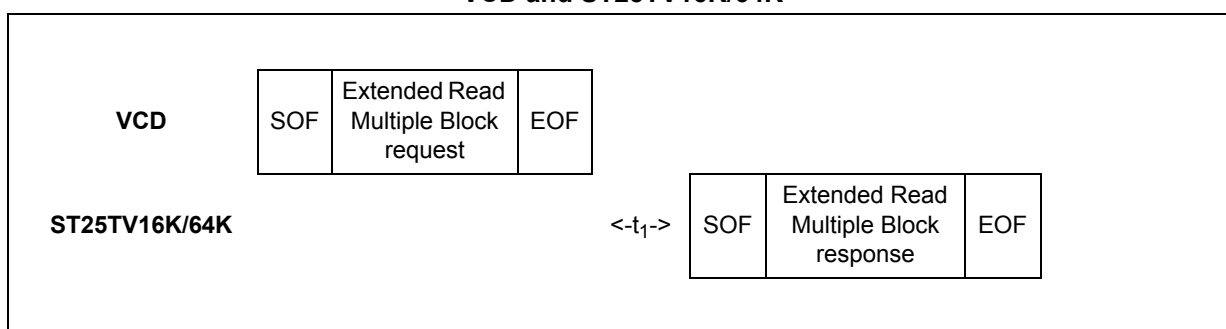 VCD and ST25TV16K/64K
VCD
SOF
Extended Read
Multiple Block
request
EOF
ST25TV16K/64K
<-t1->
SOF
Extended Read
Multiple Block
response
EOF